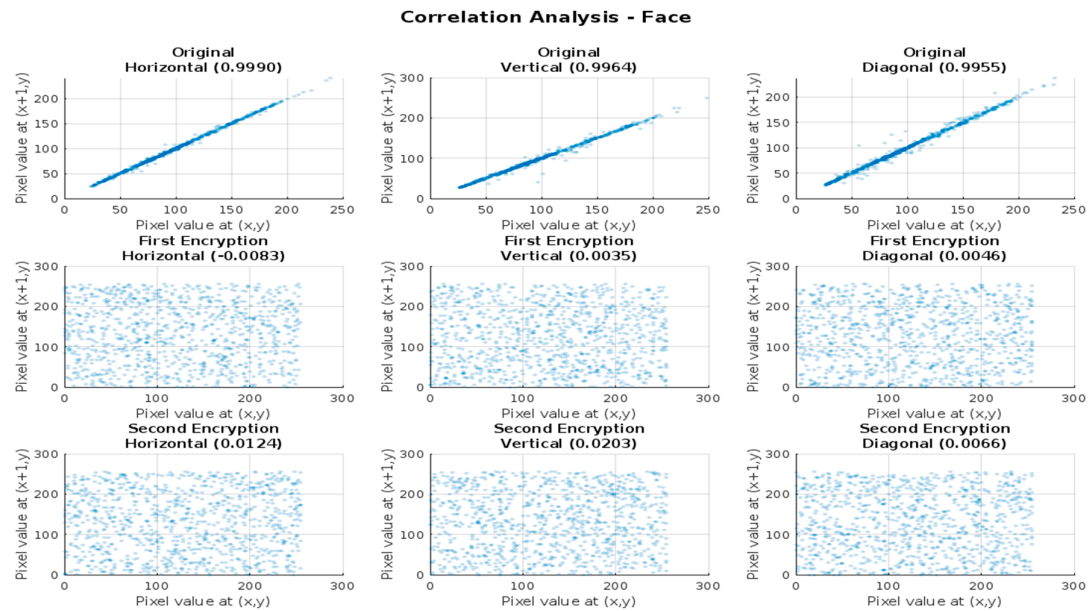 Correlation Analysis - Face
Original
Horizontal (0.9990)
Original
Vertical (0.9964)
Original
Diagonal (0.9955)
Pixel value at (x+1,y)
200
150
100
50
0
0 50 100 150 200 250
Pixel value at (x,y)
Pixel value at (x+1,y)
300
200
100
0
0 50 100 150 200 250
Pixel value at (x,y)
Pixel value at (x+1,y)
200
150
100
50
0
0 50 100 150 200 250
Pixel value at (x,y)
First Encryption
Horizontal (-0.0083)
First Encryption
Vertical (0.0035)
First Encryption
Diagonal (0.0046)
Pixel value at (x+1,y)
300
200
100
0
0 100 200 300
Pixel value at (x,y)
Pixel value at (x+1,y)
300
200
100
0
0 100 200 300
Pixel value at (x,y)
Pixel value at (x+1,y)
300
200
100
0
0 100 200 300
Pixel value at (x,y)
Second Encryption
Horizontal (0.0124)
Second Encryption
Vertical (0.0203)
Second Encryption
Diagonal (0.0066)
Pixel value at (x+1,y)
300
200
100
0
0 100 200 300
Pixel value at (x,y)
Pixel value at (x+1,y)
300
200
100
0
0 100 200 300
Pixel value at (x,y)
Pixel value at (x+1,y)
300
200
100
0
0 100 200 300
Pixel value at (x,y)